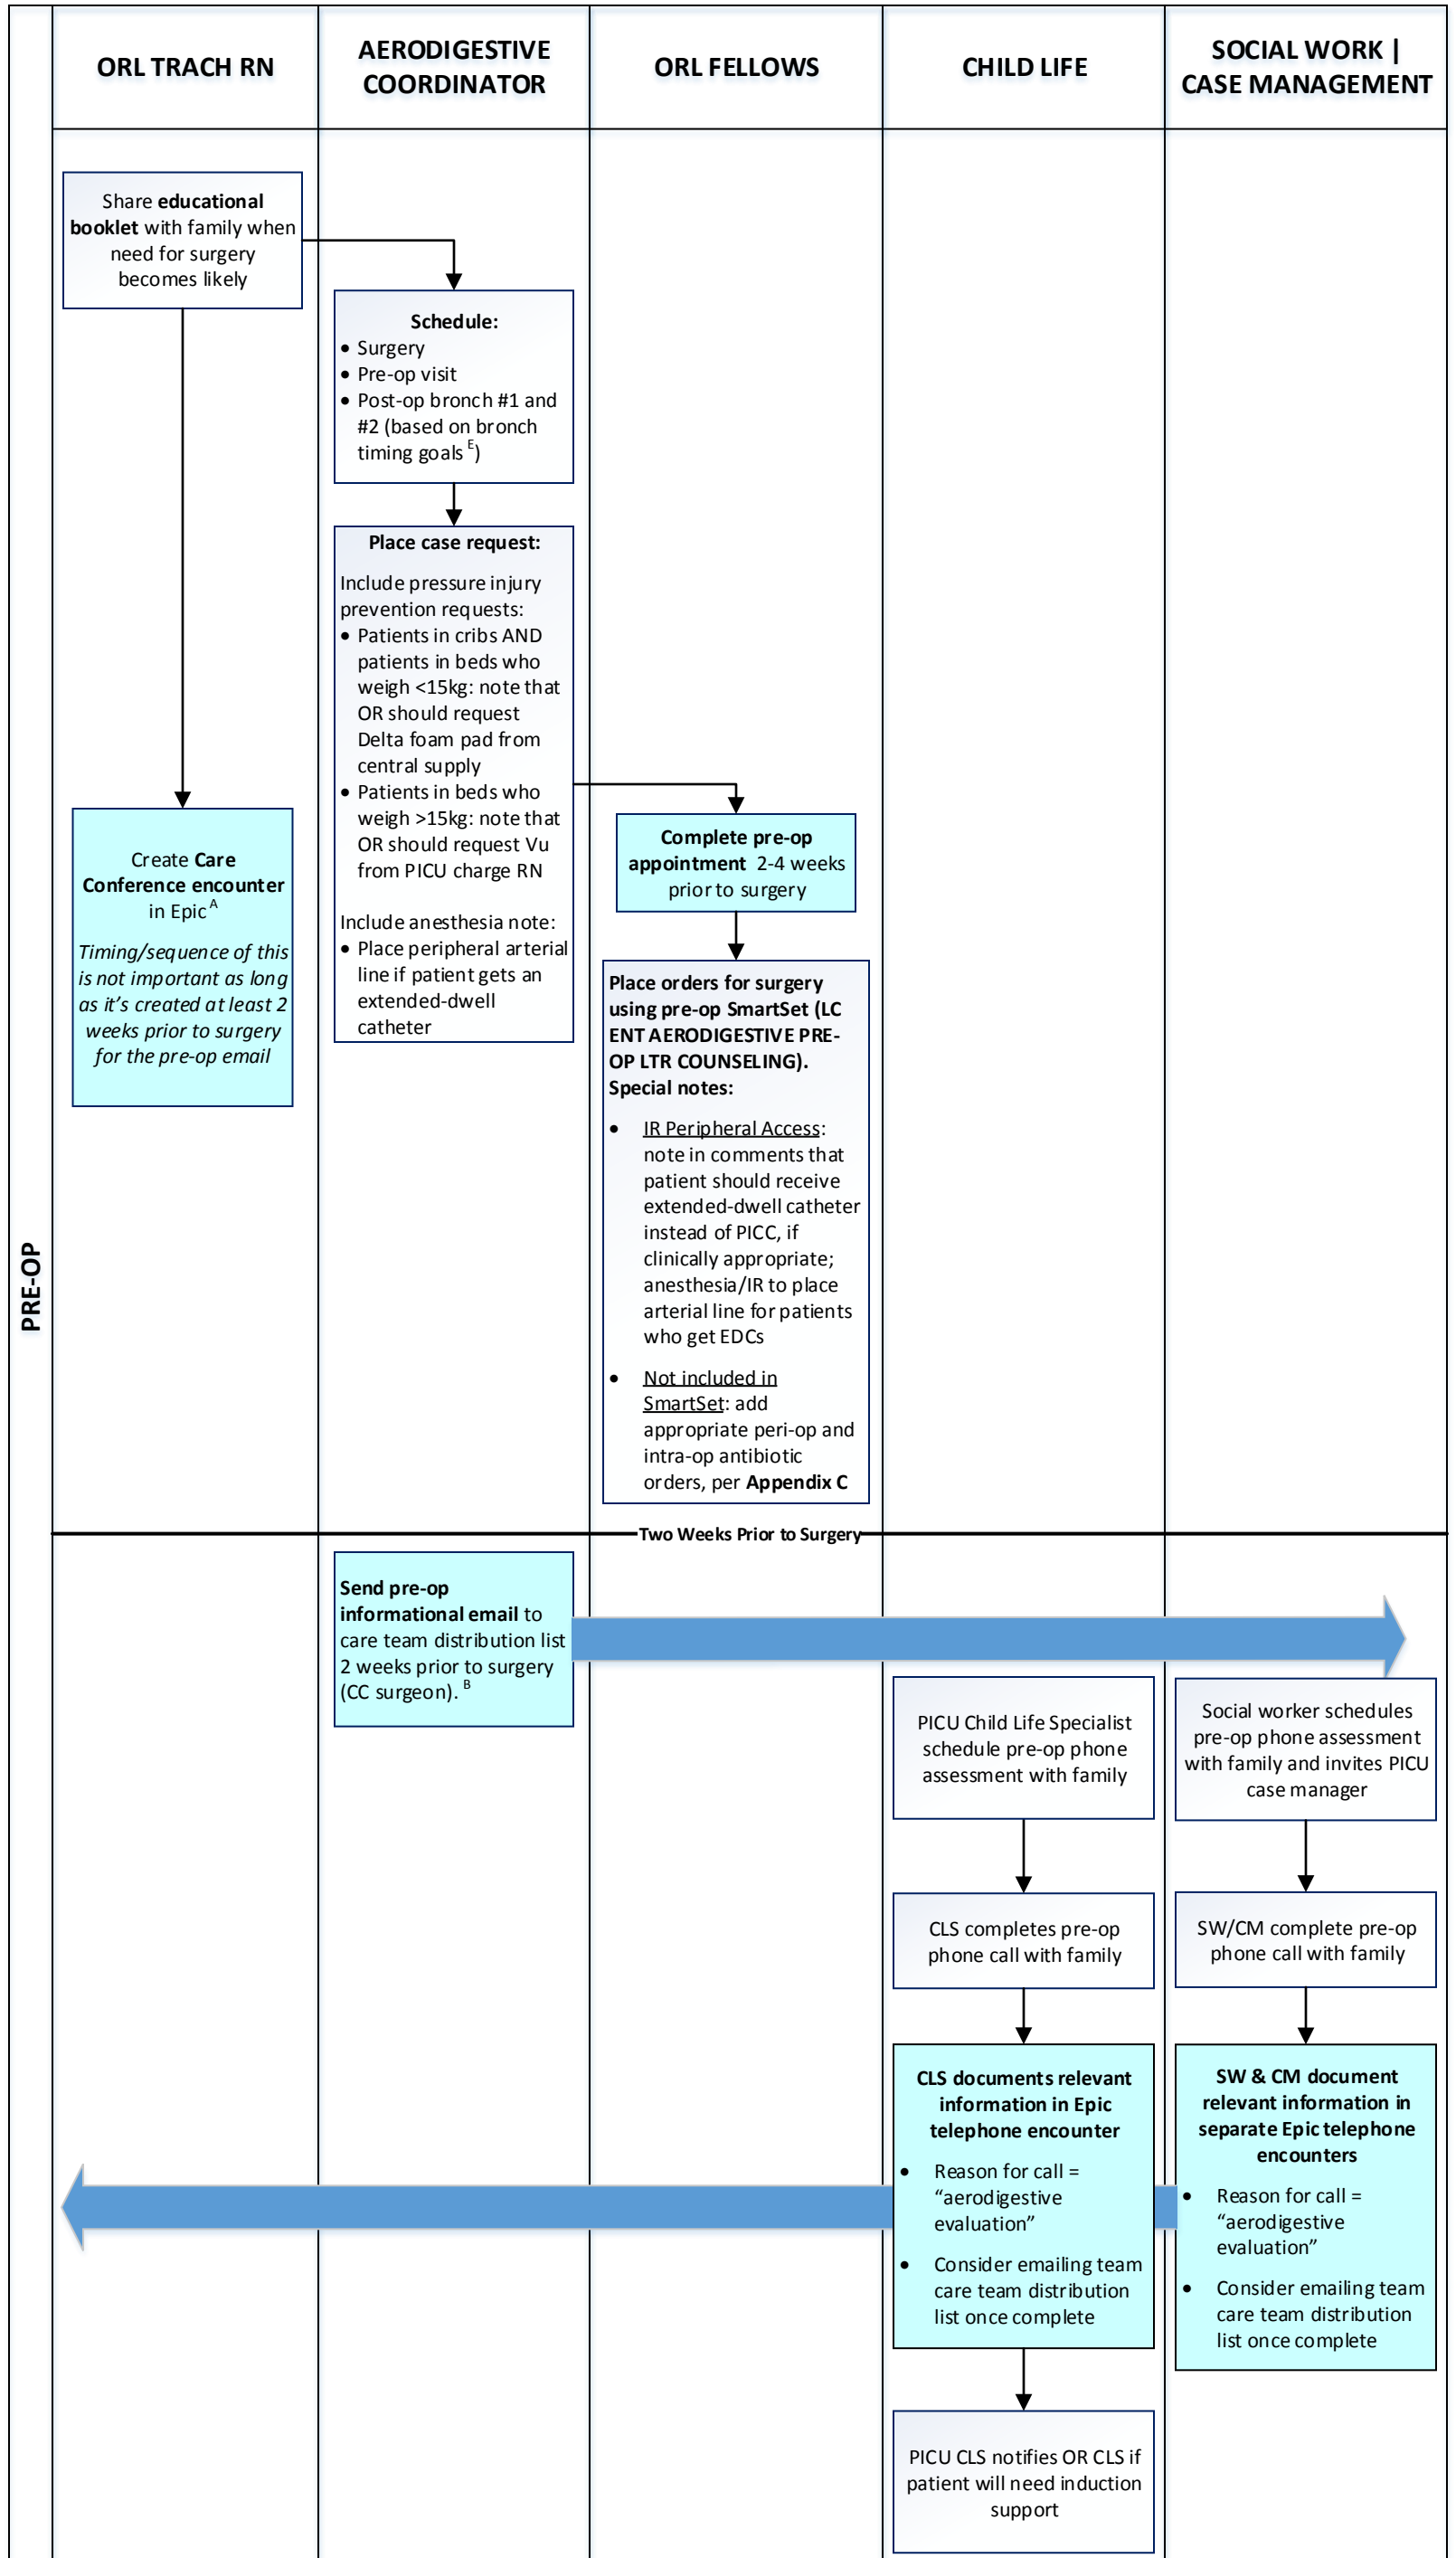 ORL TRACH RN
AERODIGESTIVE
COORDINATOR
ORL FELLOWS
CHILD LIFE
SOCIAL WORK |
CASE MANAGEMENT
PRE-OP
Share educational
booklet with family when
need for surgery
becomes likely
Schedule:
• Surgery
• Pre-op visit
• Post-op bronch #1 and
#2 (based on bronch
timing goals E)
Place case request:
Include pressure injury
prevention requests:
• Patients in cribs AND
patients in beds who
weigh <15kg: note that
OR should request
Delta foam pad from
central supply
• Patients in beds who
weigh >15kg: note that
OR should request Vu
from PICU charge RN
Include anesthesia note:
• Place peripheral arterial
line if patient gets an
extended-dwell
catheter
Create Care
Conference encounter
in Epic A
Timing/sequence of this
is not important as long
as it’s created at least 2
weeks prior to surgery
for the pre-op email
Complete pre-op
appointment 2-4 weeks
prior to surgery
Place orders for surgery
using pre-op SmartSet (LC
ENT AERODIGESTIVE PRE-
OP LTR COUNSELING).
Special notes:
• IR Peripheral Access:
note in comments that
patient should receive
extended-dwell catheter
instead of PICC, if
clinically appropriate;
anesthesia/IR to place
arterial line for patients
who get EDCs
• Not included in
SmartSet: add
appropriate peri-op and
intra-op antibiotic
orders, per Appendix C
Two Weeks Prior to Surgery
Send pre-op
informational email to
care team distribution list
2 weeks prior to surgery
(CC surgeon). B
PICU Child Life Specialist
schedule pre-op phone
assessment with family
CLS completes pre-op
phone call with family
CLS documents relevant
information in Epic
telephone encounter
• Reason for call =
“aerodigestive
evaluation”
• Consider emailing team
care team distribution
list once complete
PICU CLS notifies OR CLS if
patient will need induction
support
Social worker schedules
pre-op phone assessment
with family and invites PICU
case manager
SW/CM complete pre-op
phone call with family
SW & CM document
relevant information in
separate Epic telephone
encounters
• Reason for call =
“aerodigestive
evaluation”
• Consider emailing team
care team distribution
list once complete